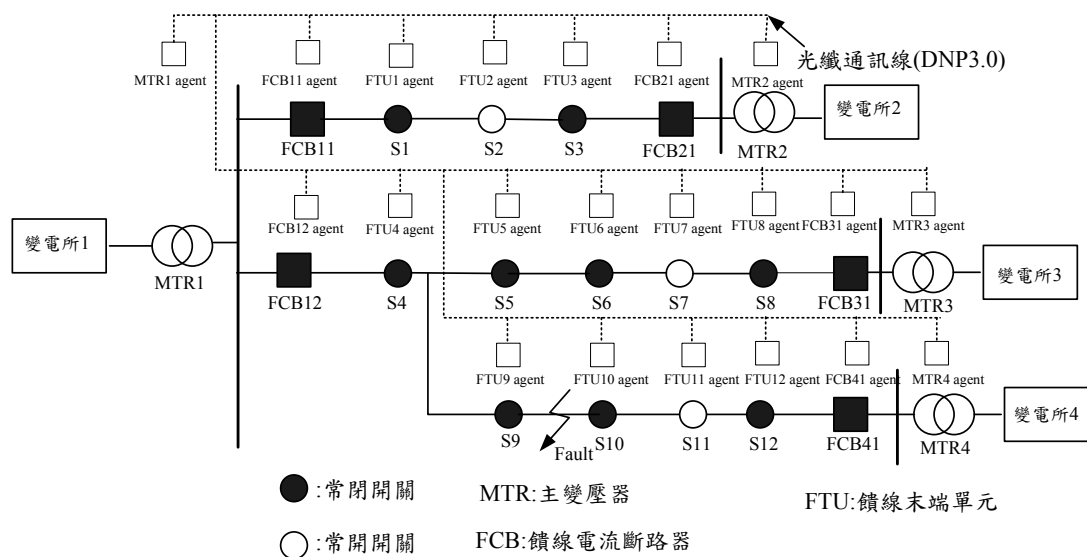 MTR1 agent
FCB11 agent
FTU1 agent
FTU2 agent
FTU3 agent
FCB21 agent
MTR2 agent
光纖通訊線(DNP3.0)
FCB11
S1
S2
S3
FCB21
MTR2
變電所2
FCB12 agent
FTU4 agent
FTU5 agent
FTU6 agent
FTU7 agent
FTU8 agent
FCB31 agent
MTR3 agent
變電所1
MTR1
FCB12
S4
S5
S6
S7
S8
FCB31
MTR3
變電所3
FTU9 agent
FTU10 agent
FTU11 agent
FTU12 agent
FCB41 agent
MTR4 agent
S9
Fault
S10
S11
S12
FCB41
MTR4
變電所4
:常閉開關
MTR:主變壓器
FTU:饋線末端單元
:常開開關
FCB:饋線電流斷路器